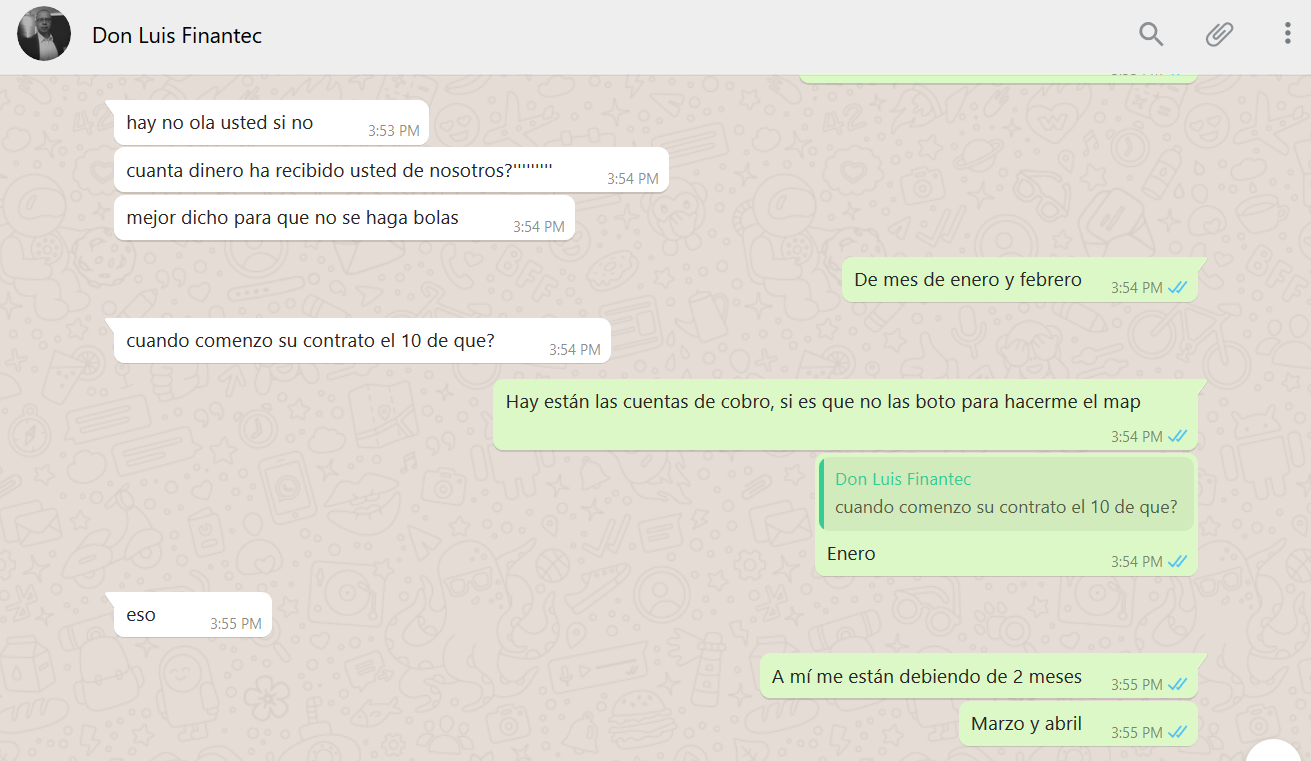 Don Luis Finantec
hay no ola usted si no
3:53 PM
cuanta dinero ha recibido usted de nosotros?'''''''''
3:54 PM
mejor dicho para que no se haga bolas
3:54 PM
De mes de enero y febrero
3:54 PM
cuando comenzo su contrato el 10 de que?
3:54 PM
Hay están las cuentas de cobro, si es que no las boto para hacerme el map
3:54 PM
Don Luis Finantec
cuando comenzo su contrato el 10 de que?
Enero
3:54 PM
eso
3:55 PM
A mí me están debiendo de 2 meses
3:55 PM
Marzo y abril
3:55 PM